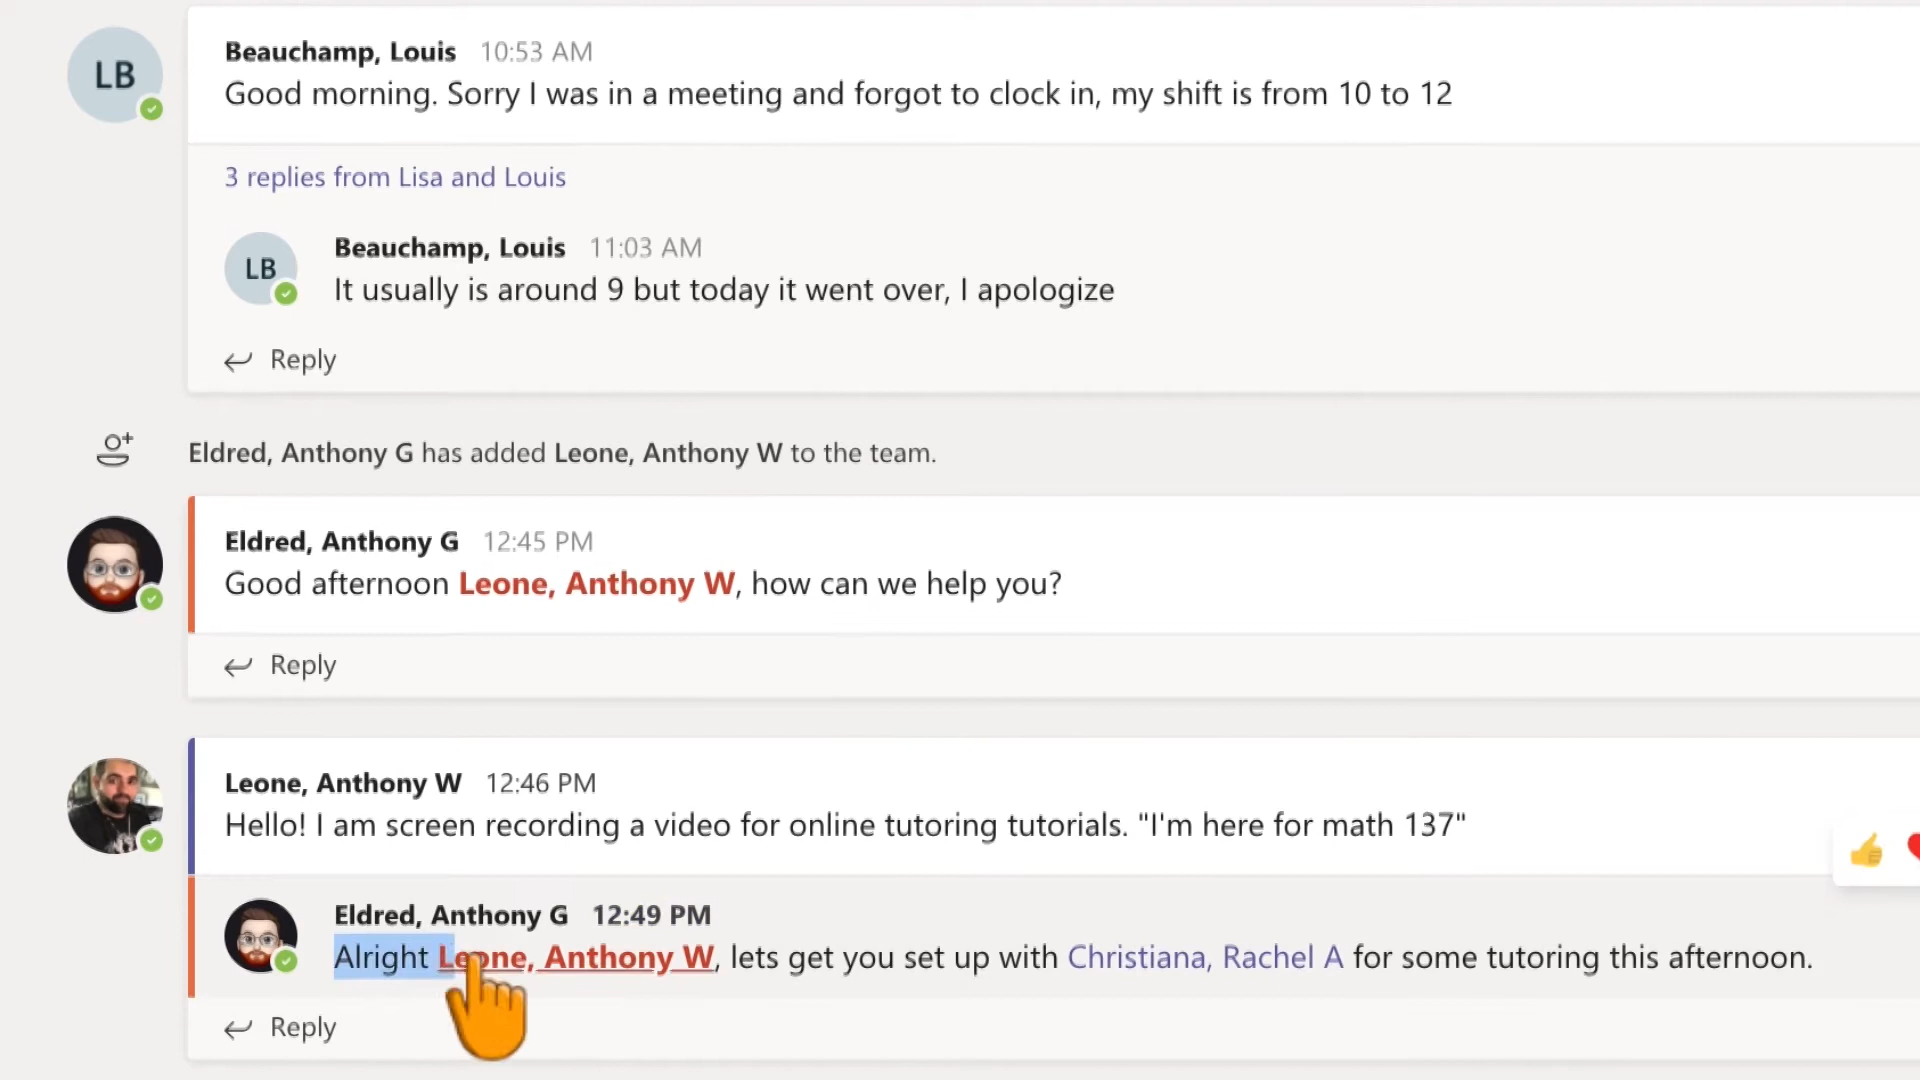 LB
Beauchamp, Louis 10:53 AM
Good morning. Sorry I was in a meeting and forgot to clock in, my shift is from 10 to 12
3 replies from Lisa and Louis
LB
Beauchamp, Louis 11:03 AM
It usually is around 9 but today it went over, I apologize
Reply
Eldred, Anthony G has added Leone, Anthony W to the team.
Eldred, Anthony G 12:45 PM
Good afternoon Leone, Anthony W, how can we help you?
Reply
Leone, Anthony W 12:46 PM
Hello! I am screen recording a video for online tutoring tutorials. "I'm here for math 137"
Eldred, Anthony G 12:49 PM
Alright Leone, Anthony W, lets get you set up with Christiana, Rachel A for some tutoring this afternoon.
Reply